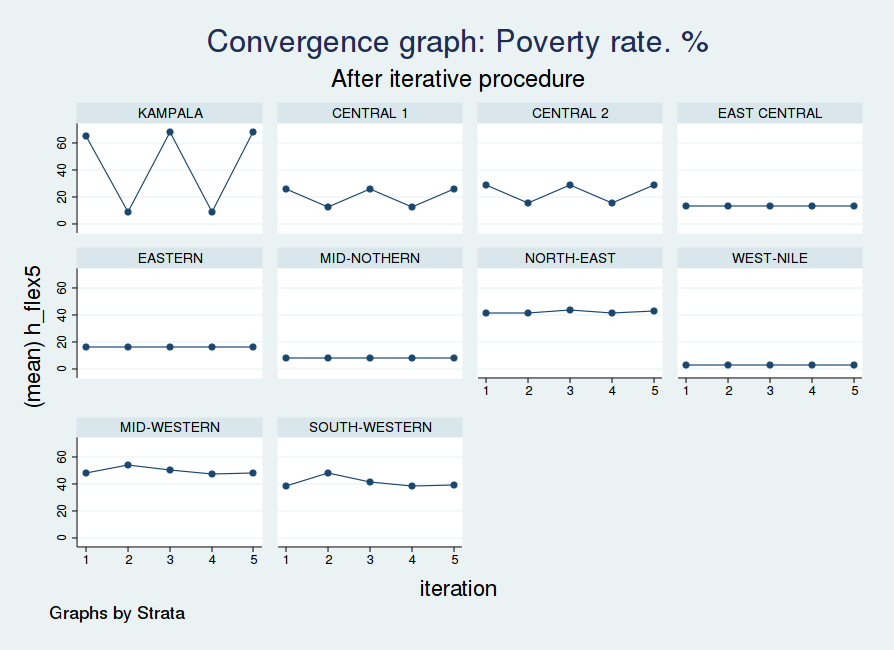 Convergence graph: Poverty rate. %
After iterative procedure
KAMPALA CENTRAL 1 CENTRAL 2 EAST CENTRAL
60
40
20
0
EASTERN MID-NOTHERN NORTH-EAST WEST-NILE
60
40
20
0
1 2 3 4 5 1 2 3 4 5
(mean) h_flex5
MID-WESTERN SOUTH-WESTERN
60
40
20
0
1 2 3 4 5 1 2 3 4 5
iteration
Graphs by Strata